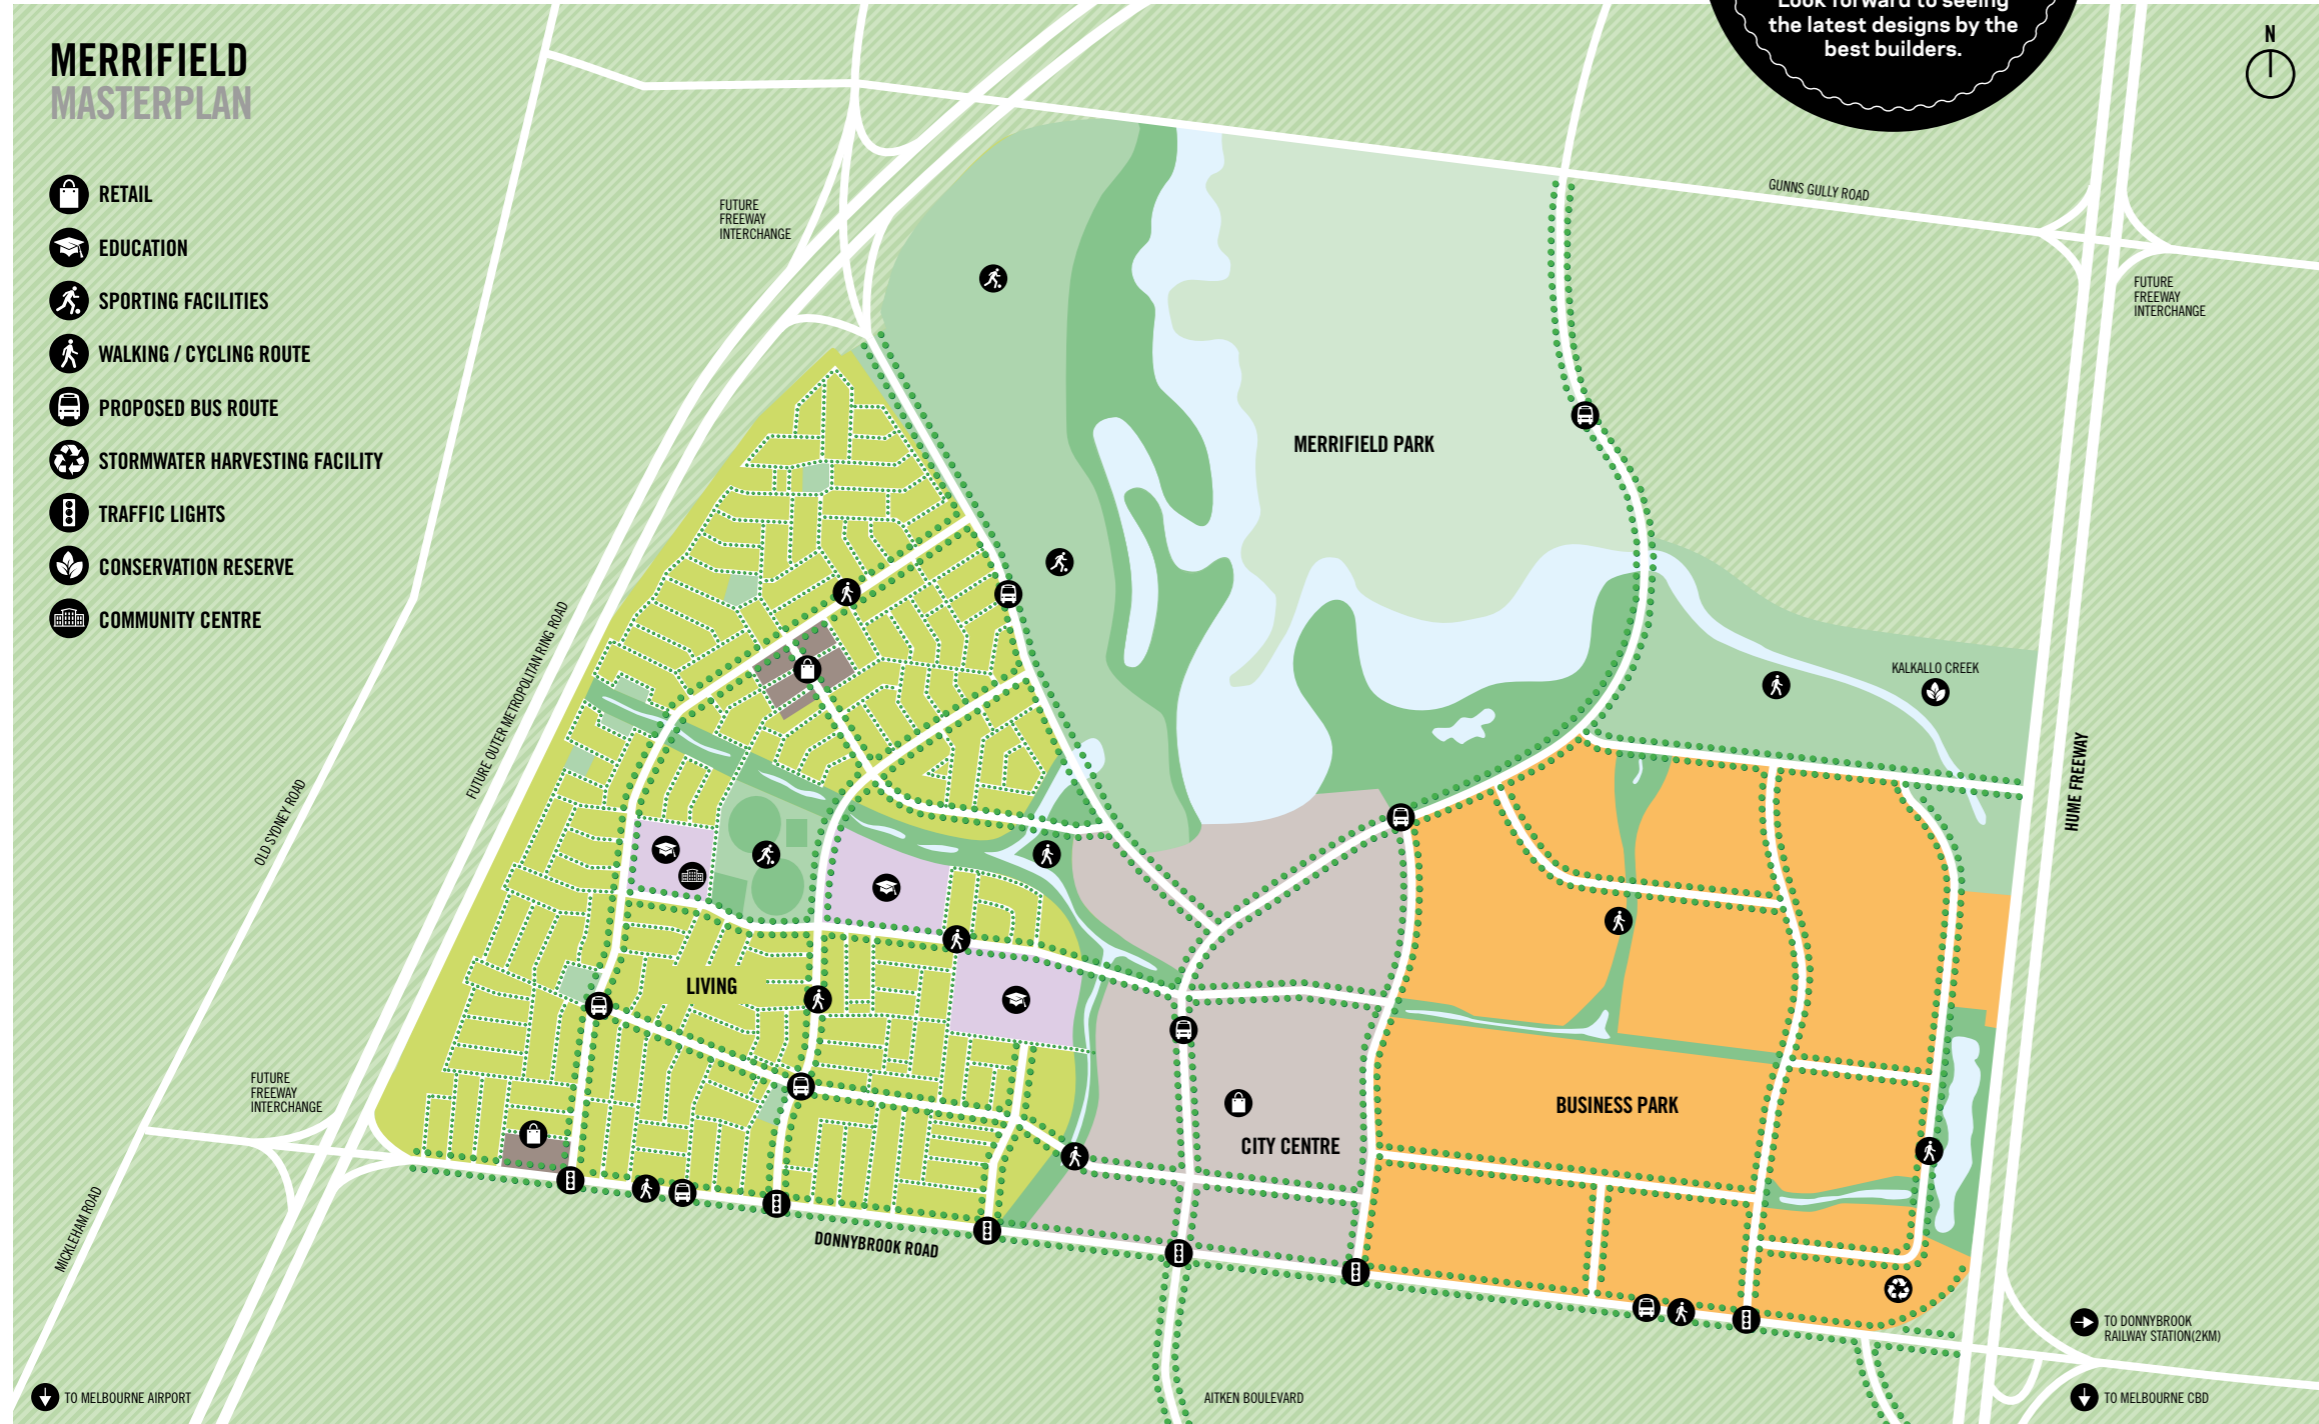 Look forward to seeing
the latest designs by the
best builders.
N
MERRIFIELD
MASTERPLAN
RETAIL
EDUCATION
SPORTING FACILITIES
WALKING / CYCLING ROUTE
PROPOSED BUS ROUTE
STORMWATER HARVESTING FACILITY
TRAFFIC LIGHTS
CONSERVATION RESERVE
COMMUNITY CENTRE
FUTURE
FREEWAY
INTERCHANGE
GUNNS GULLY ROAD
FUTURE
FREEWAY
INTERCHANGE
MERRIFIELD PARK
KALKALLO CREEK
HUME FREEWAY
FUTURE OUTER METROPOLITAN RING ROAD
OLD SYDNEY ROAD
LIVING
FUTURE
FREEWAY
INTERCHANGE
BUSINESS PARK
CITY CENTRE
MICKLEHAM ROAD
DONNYBROOK ROAD
TO DONNYBROOK
RAILWAY STATION(2KM)
TO MELBOURNE AIRPORT
AITKEN BOULEVARD
TO MELBOURNE CBD